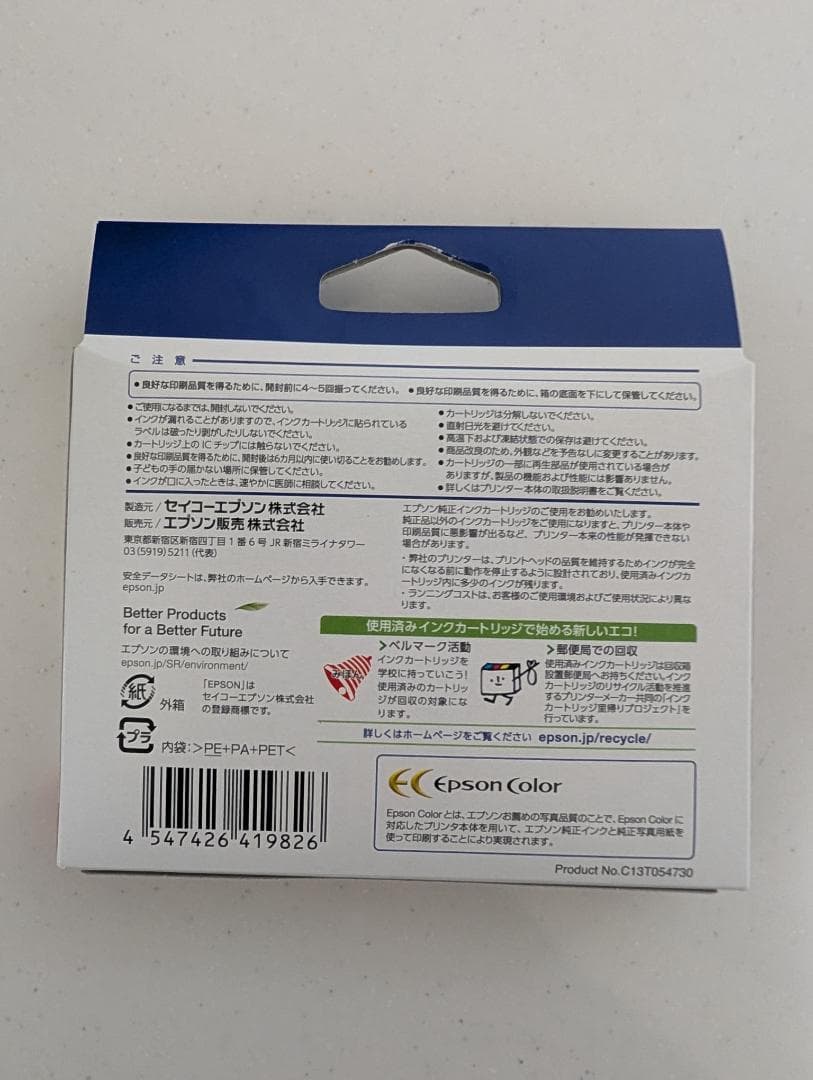 ご注意
●良好な印刷品質を得るために、開封前に4〜5回振ってください。 ●良好な印刷品質を得るために、箱の底面を下にして保管してください。
●ご使用になるまでは、開封しないでください。
●インクが漏れることがありますので、インクカートリッジに貼られている
ラベルは破ったり剥がしたりしないでください。
●カートリッジ上のICチップには触らないでください。
●良好な印刷品質を得るために、開封後は6カ月以内に使い切ることをお勧めします。
●子どもの手の届かない場所に保管してください。
●インクが口に入ったときは、速やかに医師に相談してください。
●カートリッジは分解しないでください。
●直射日光を避けてください。
●高温下および凍結状態での保存は避けてください。
●商品改良のため、外観などを予告なしに変更することがあります。
●カートリッジの一部に再生部品が使用されている場合が
ありますが、製品の機能および性能には影響ありません。
●詳しくはプリンター本体の取扱説明書をご覧ください。
製造元/セイコーエプソン株式会社
販売元/エプソン販売 株式会社
東京都新宿区新宿四丁目1番6号 JR新宿ミライナタワー
03(5919)5211(代表)
安全データシートは、弊社のホームページから入手できます。
epson.jp
Better Products
for a Better Future
エプソンの環境への取り組みについて
epson.jp/SR/environment/
紙
外箱
「EPSON」は
セイコーエプソン株式会社
の登録商標です。
プラ
内袋:>PE+PA+PET<
エプソン純正インクカートリッジのご使用をお勧めいたします。
純正品以外のインクカートリッジをご使用になりますと、プリンター本体や
印刷品質に悪影響が出るなど、プリンター本来の性能が発揮できない
場合があります。
・弊社のプリンターは、プリントヘッドの品質を維持するためインクが完全
になくなる前に動作を停止するように設計されており、使用済みインクカ
ートリッジ内に多少のインクが残ります。
・ランニングコストは、お客様のご使用環境およびご使用状況により異な
ります。
使用済みインクカートリッジで始める新しいエコ!
みほん
>ベルマーク活動
インクカートリッジを
学校に持っていこう!
使用済みのカートリッ
ジが回収の対象にな
ります。
>郵便局での回収
使用済みインクカートリッジは回収箱
設置郵便局へお持ちください。インク
カートリッジのリサイクル活動を推進
するプリンターメーカー共同の「インク
カートリッジ里帰りプロジェクト」を
行っています。
詳しくはホームページをご覧ください epson.jp/recycle/
4 547426 419826
EPSON COLOR
Epson Colorとは、エプソンお薦めの写真品質のことで、Epson Colorに
対応したプリンタ本体を用いて、エプソン純正インクと純正写真用紙を
使って印刷することにより実現されます。
Product No.C13T054730